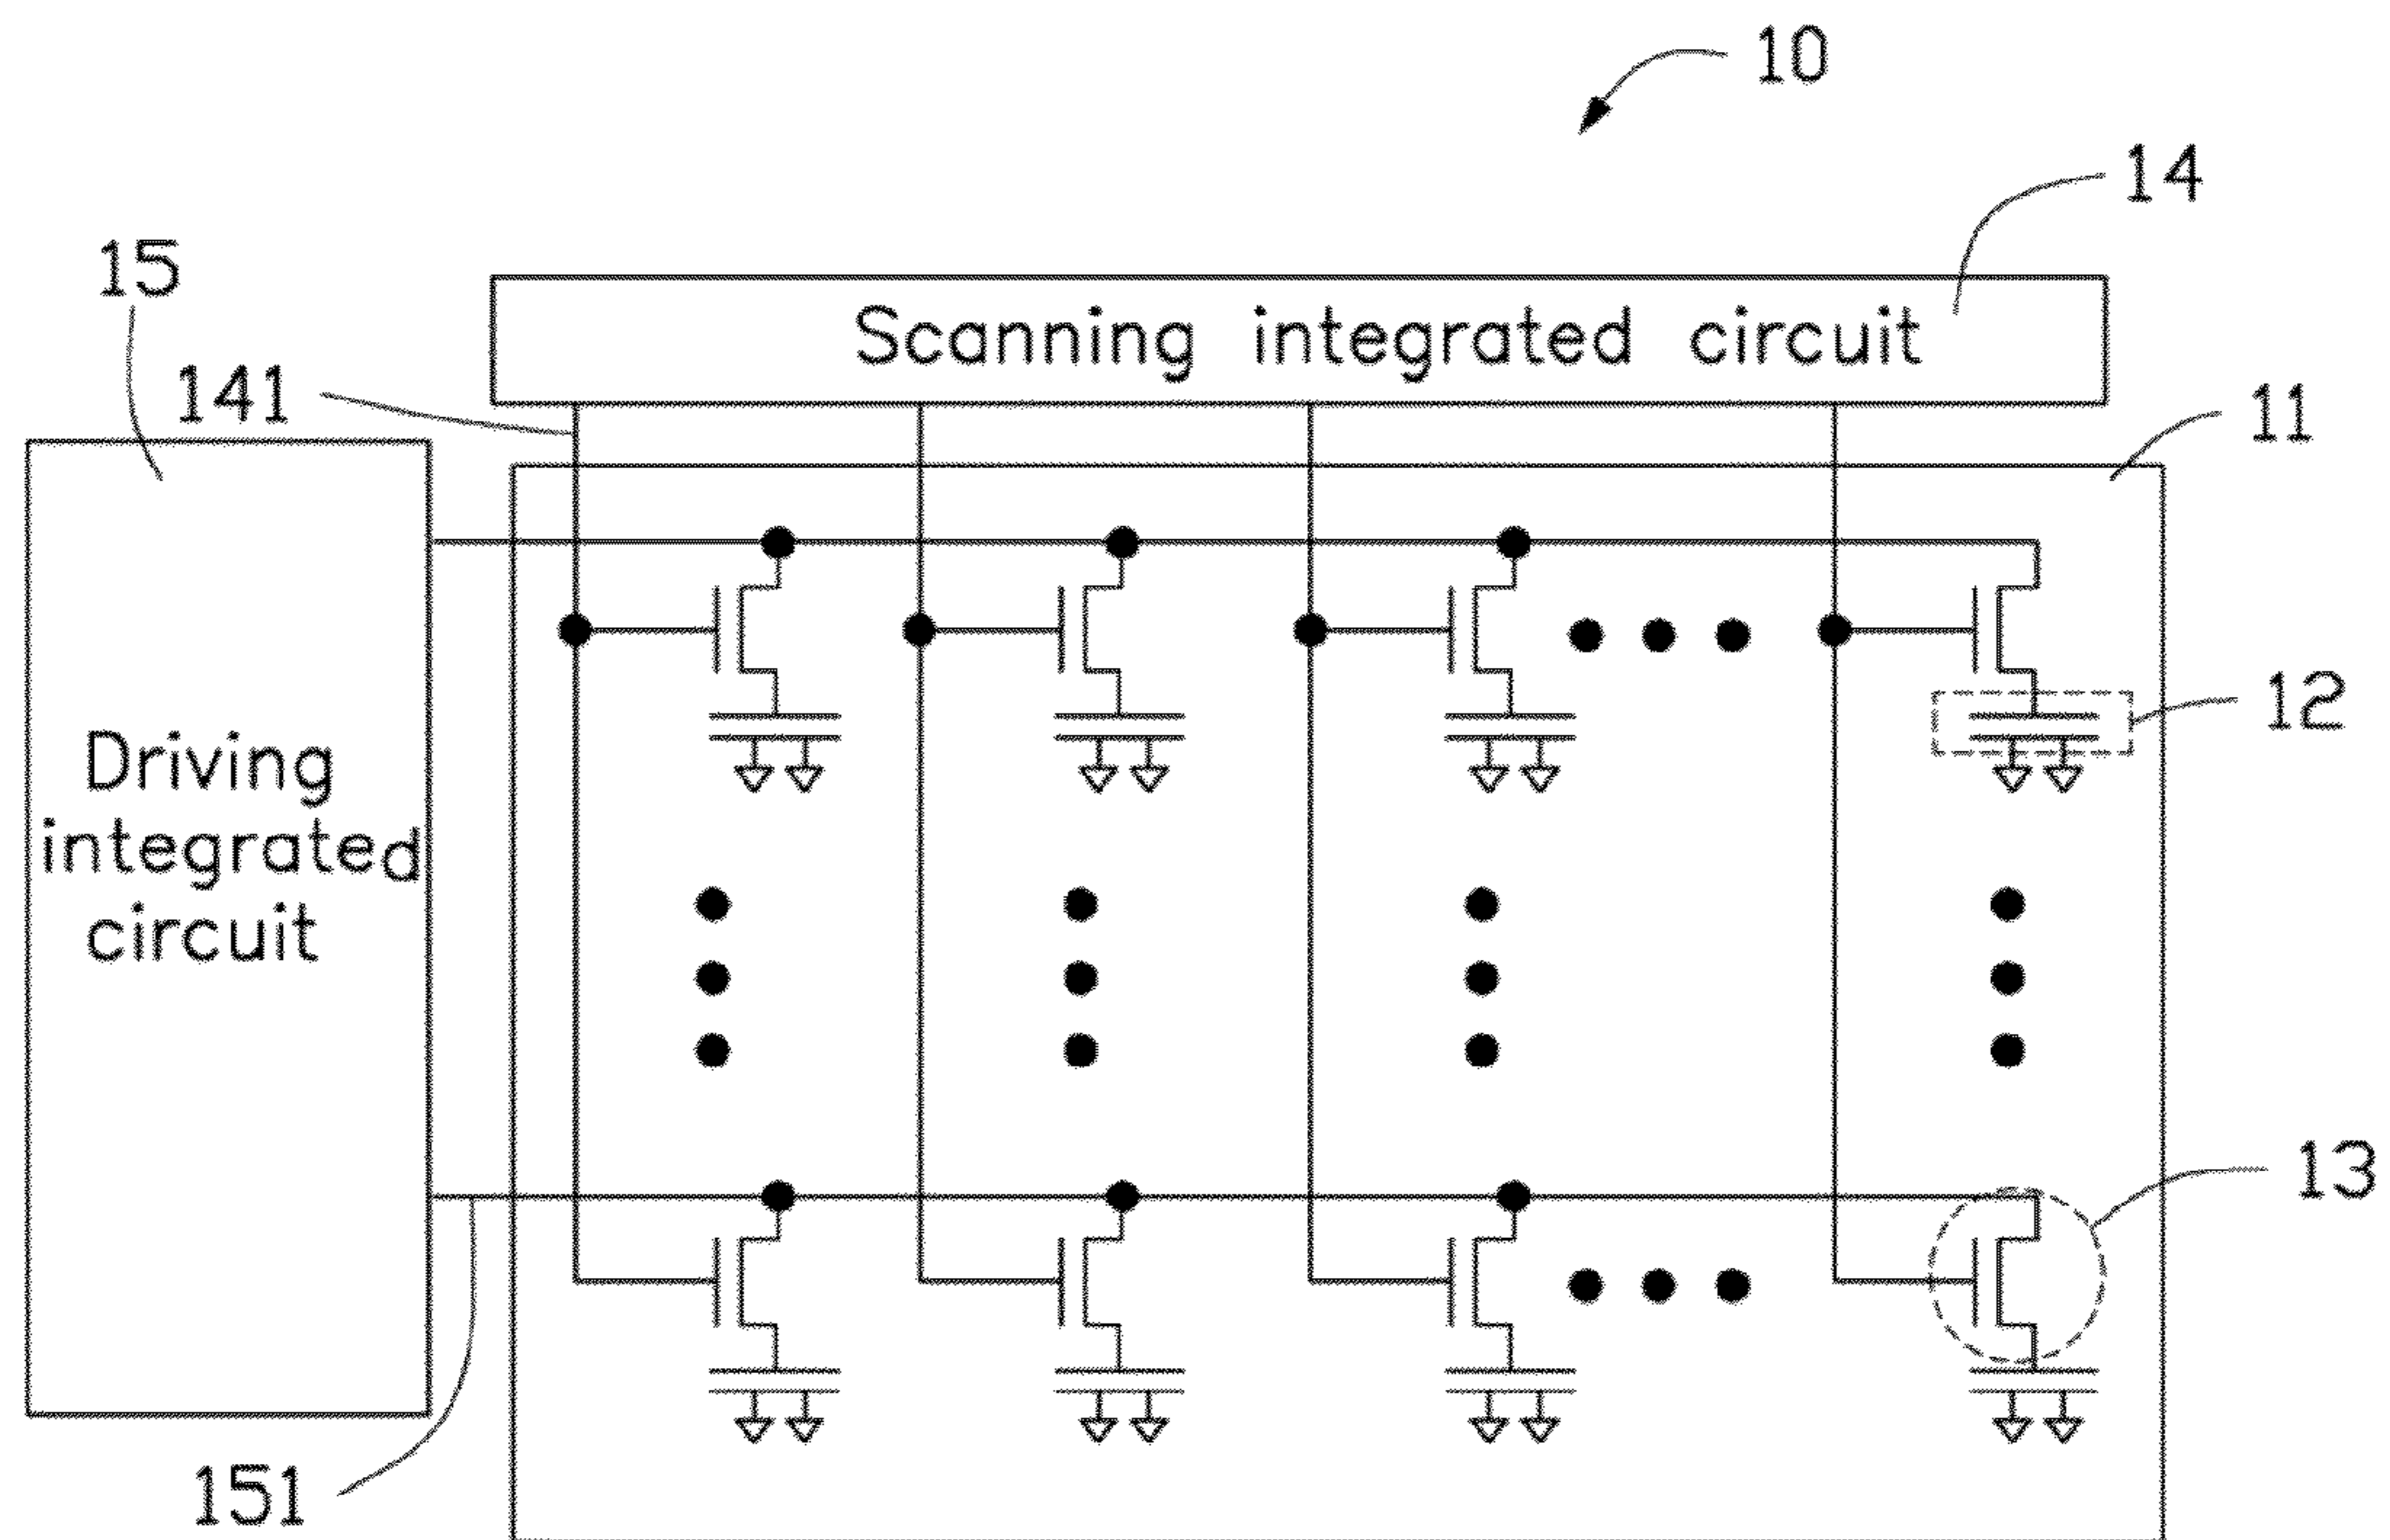 10
14
15
Scanning integrated circuit
141
11
12
Driving
integrated
circuit
13
151